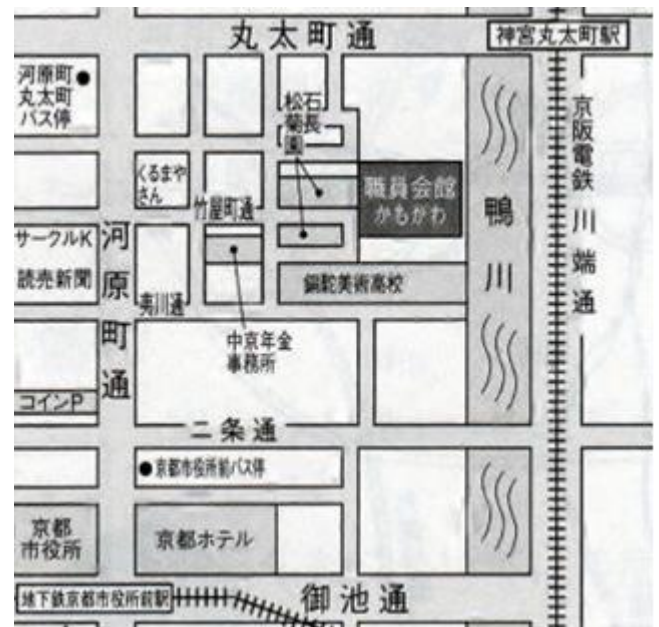 丸太町通
神宮丸太町駅
河原町
丸太町
バス停
松菊園
石長
京阪電鉄
川端通
くるまや
さん
竹屋町通
職員会館
かもがわ
鴨川
サークルK
読売新聞
河原町通
夷川通
銅駝美術高校
中京年金
事務所
コインP
二条通
京都市役所前バス停
京都
市役所
京都ホテル
地下鉄京都市役所前駅
御池通